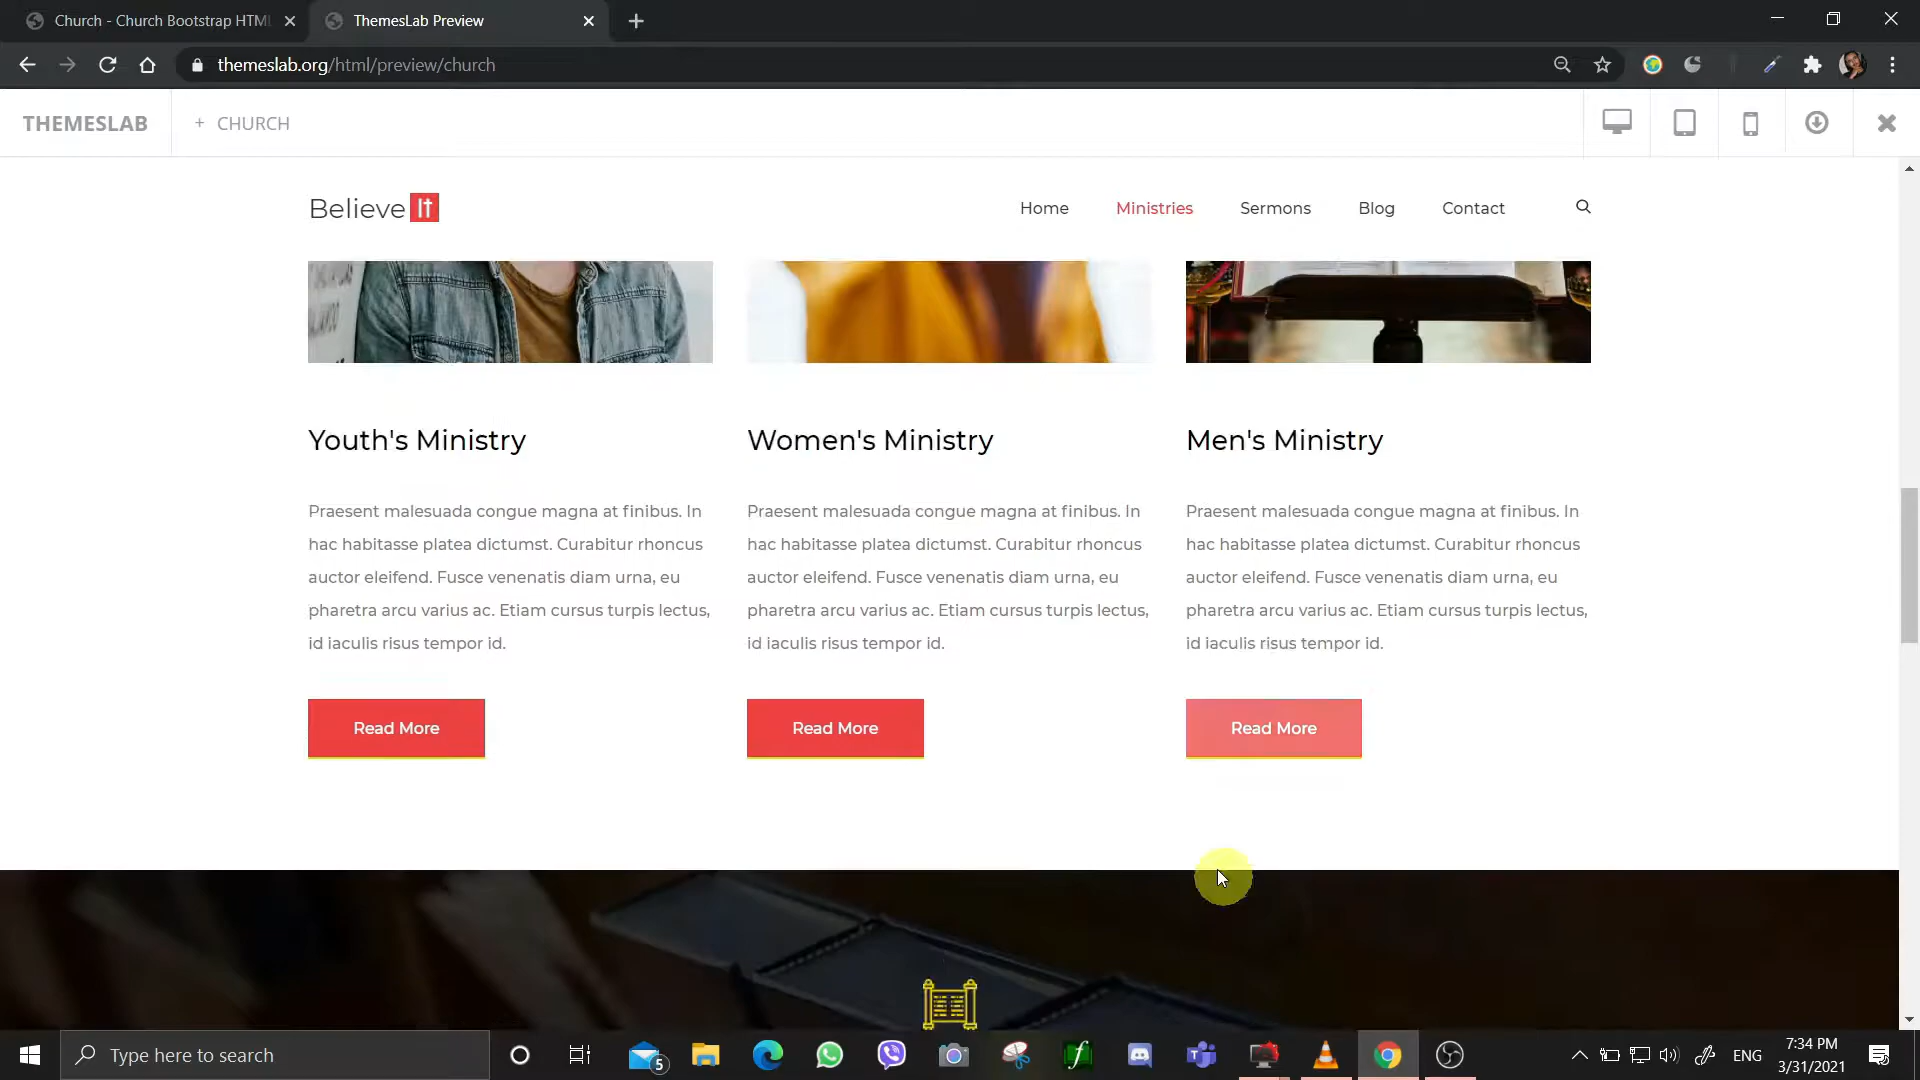 Church - Church Bootstrap HTML
ThemesLab Preview
themeslab.org/html/preview/church
THEMESLAB
+ CHURCH
Believe It
Home
Ministries
Sermons
Blog
Contact
Youth's Ministry
Praesent malesuada congue magna at finibus. In
hac habitasse platea dictumst. Curabitur rhoncus
auctor eleifend. Fusce venenatis diam urna, eu
pharetra arcu varius ac. Etiam cursus turpis lectus,
id iaculis risus tempor id.
Read More
Women's Ministry
Praesent malesuada congue magna at finibus. In
hac habitasse platea dictumst. Curabitur rhoncus
auctor eleifend. Fusce venenatis diam urna, eu
pharetra arcu varius ac. Etiam cursus turpis lectus,
id iaculis risus tempor id.
Read More
Men's Ministry
Praesent malesuada congue magna at finibus. In
hac habitasse platea dictumst. Curabitur rhoncus
auctor eleifend. Fusce venenatis diam urna, eu
pharetra arcu varius ac. Etiam cursus turpis lectus,
id iaculis risus tempor id.
Read More
Type here to search
5
ENG
7:34 PM
3/31/2021